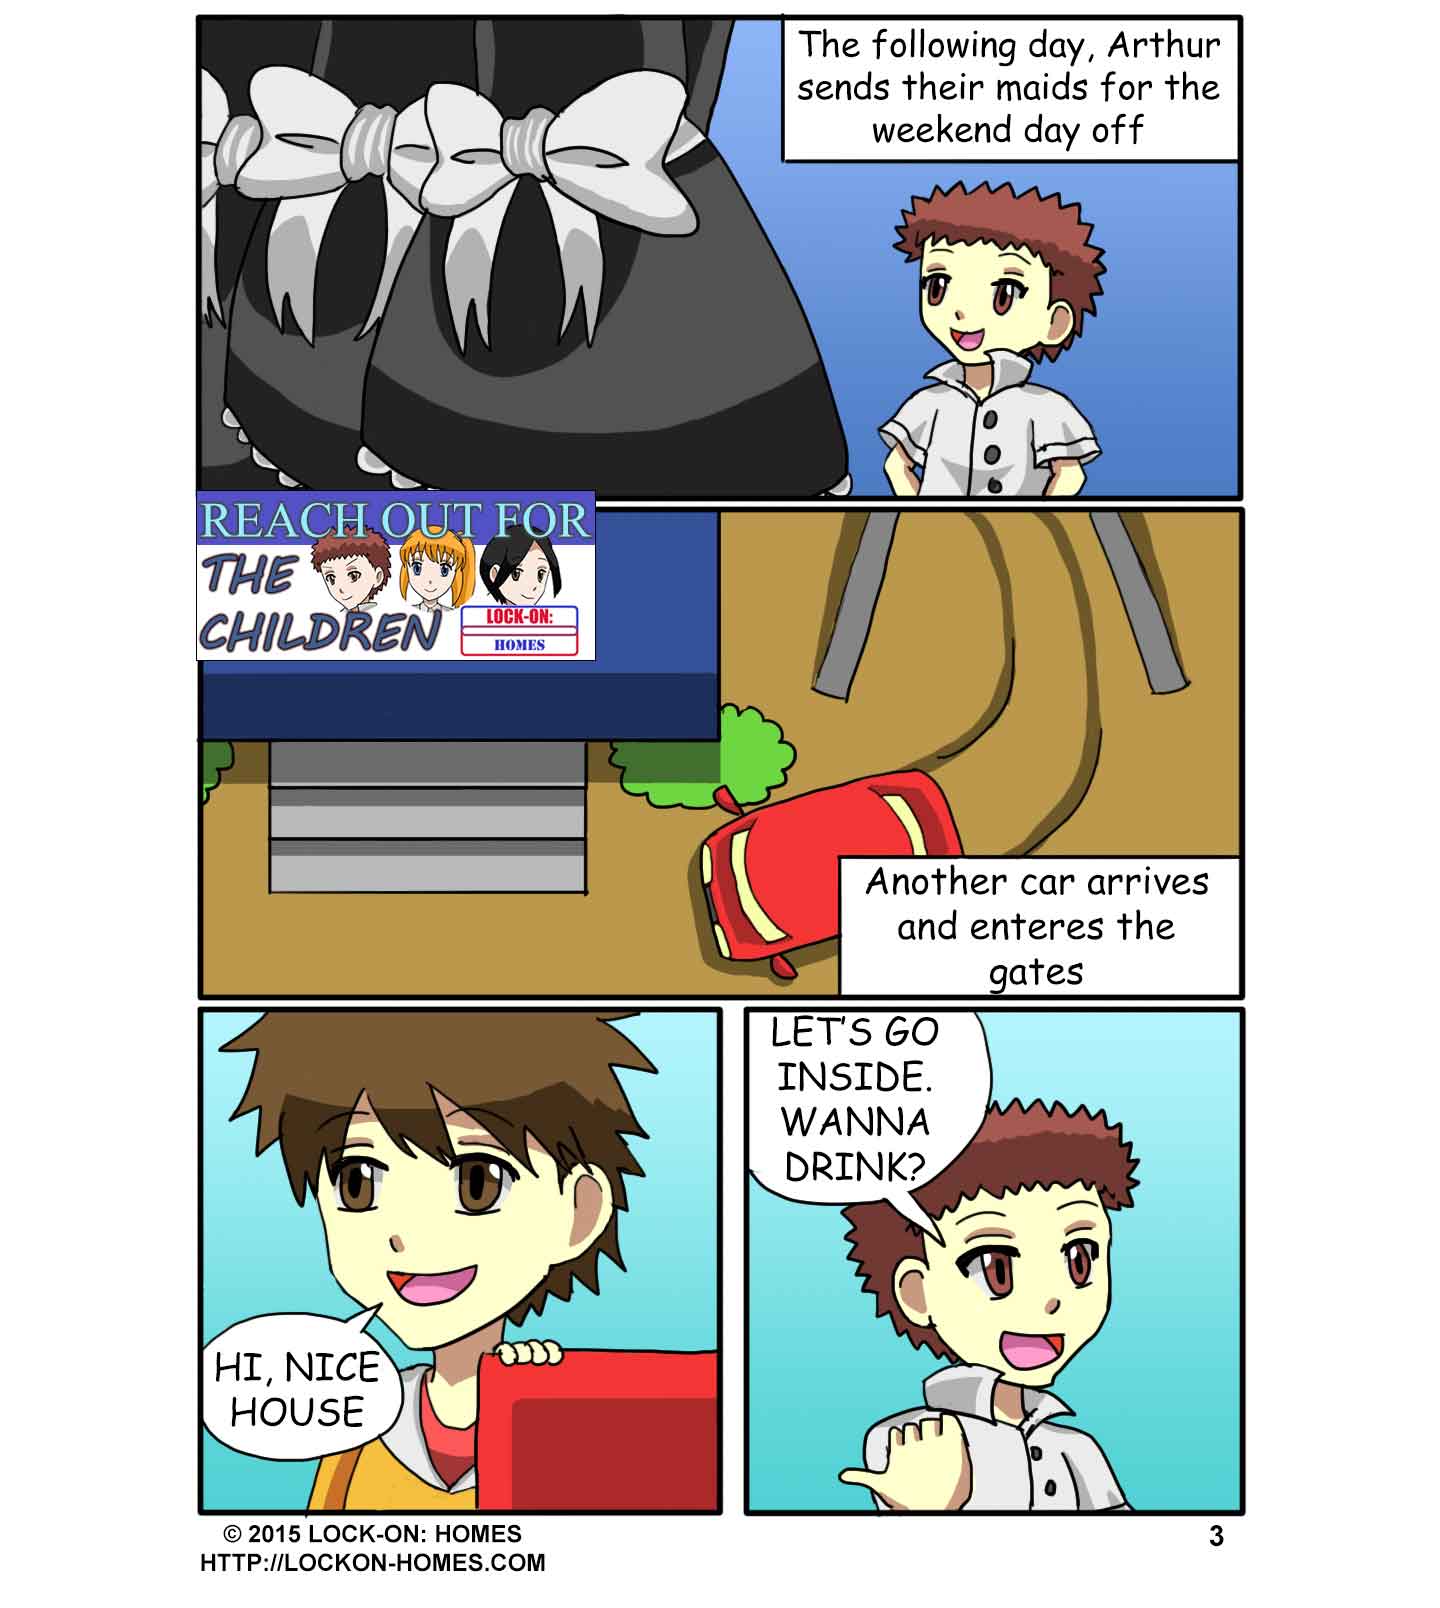 The following day, Arthur
sends their maids for the
weekend day off
REACH OUT FOR
THE
CHILDREN
LOCK-ON:
HOMES
Another car arrives
and enteres the
gates
HI, NICE
HOUSE
LET'S GO
INSIDE.
WANNA
DRINK?
© 2015 LOCK-ON: HOMES
HTTP://LOCKON-HOMES.COM
3